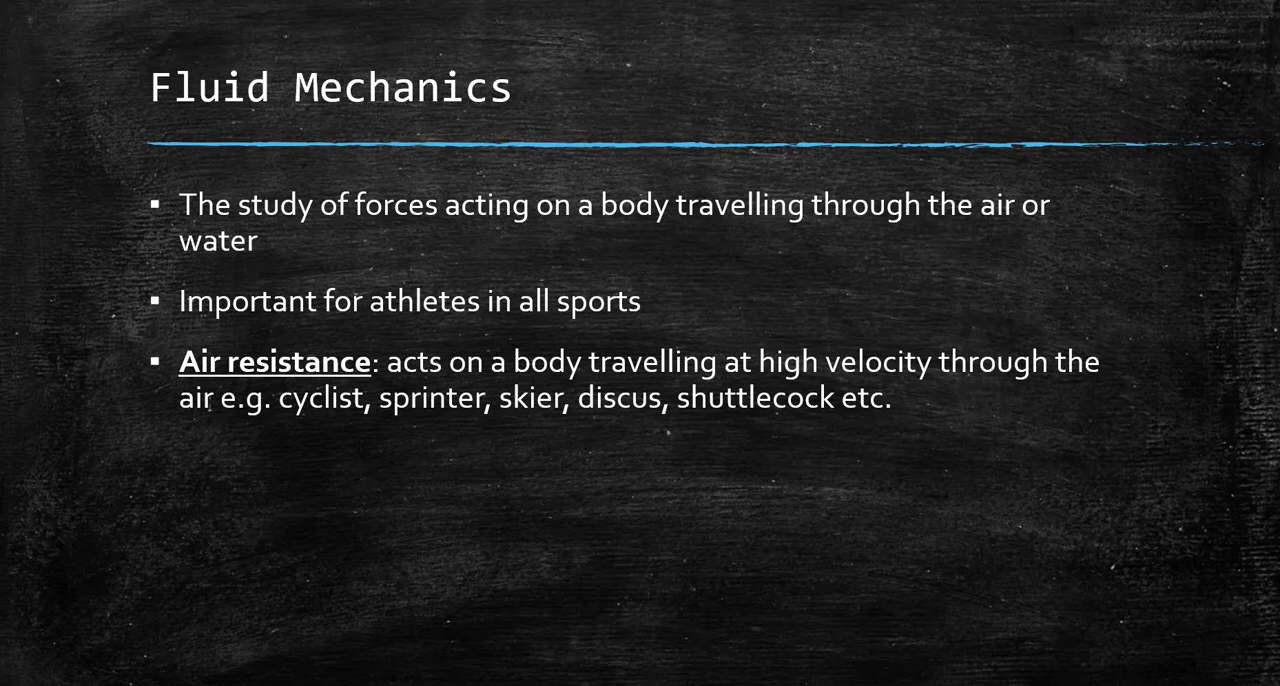 Fluid Mechanics
▪ The study of forces acting on a body travelling through the air or
water
▪ Important for athletes in all sports
▪ Air resistance: acts on a body travelling at high velocity through the
air e.g. cyclist, sprinter, skier, discus, shuttlecock etc.